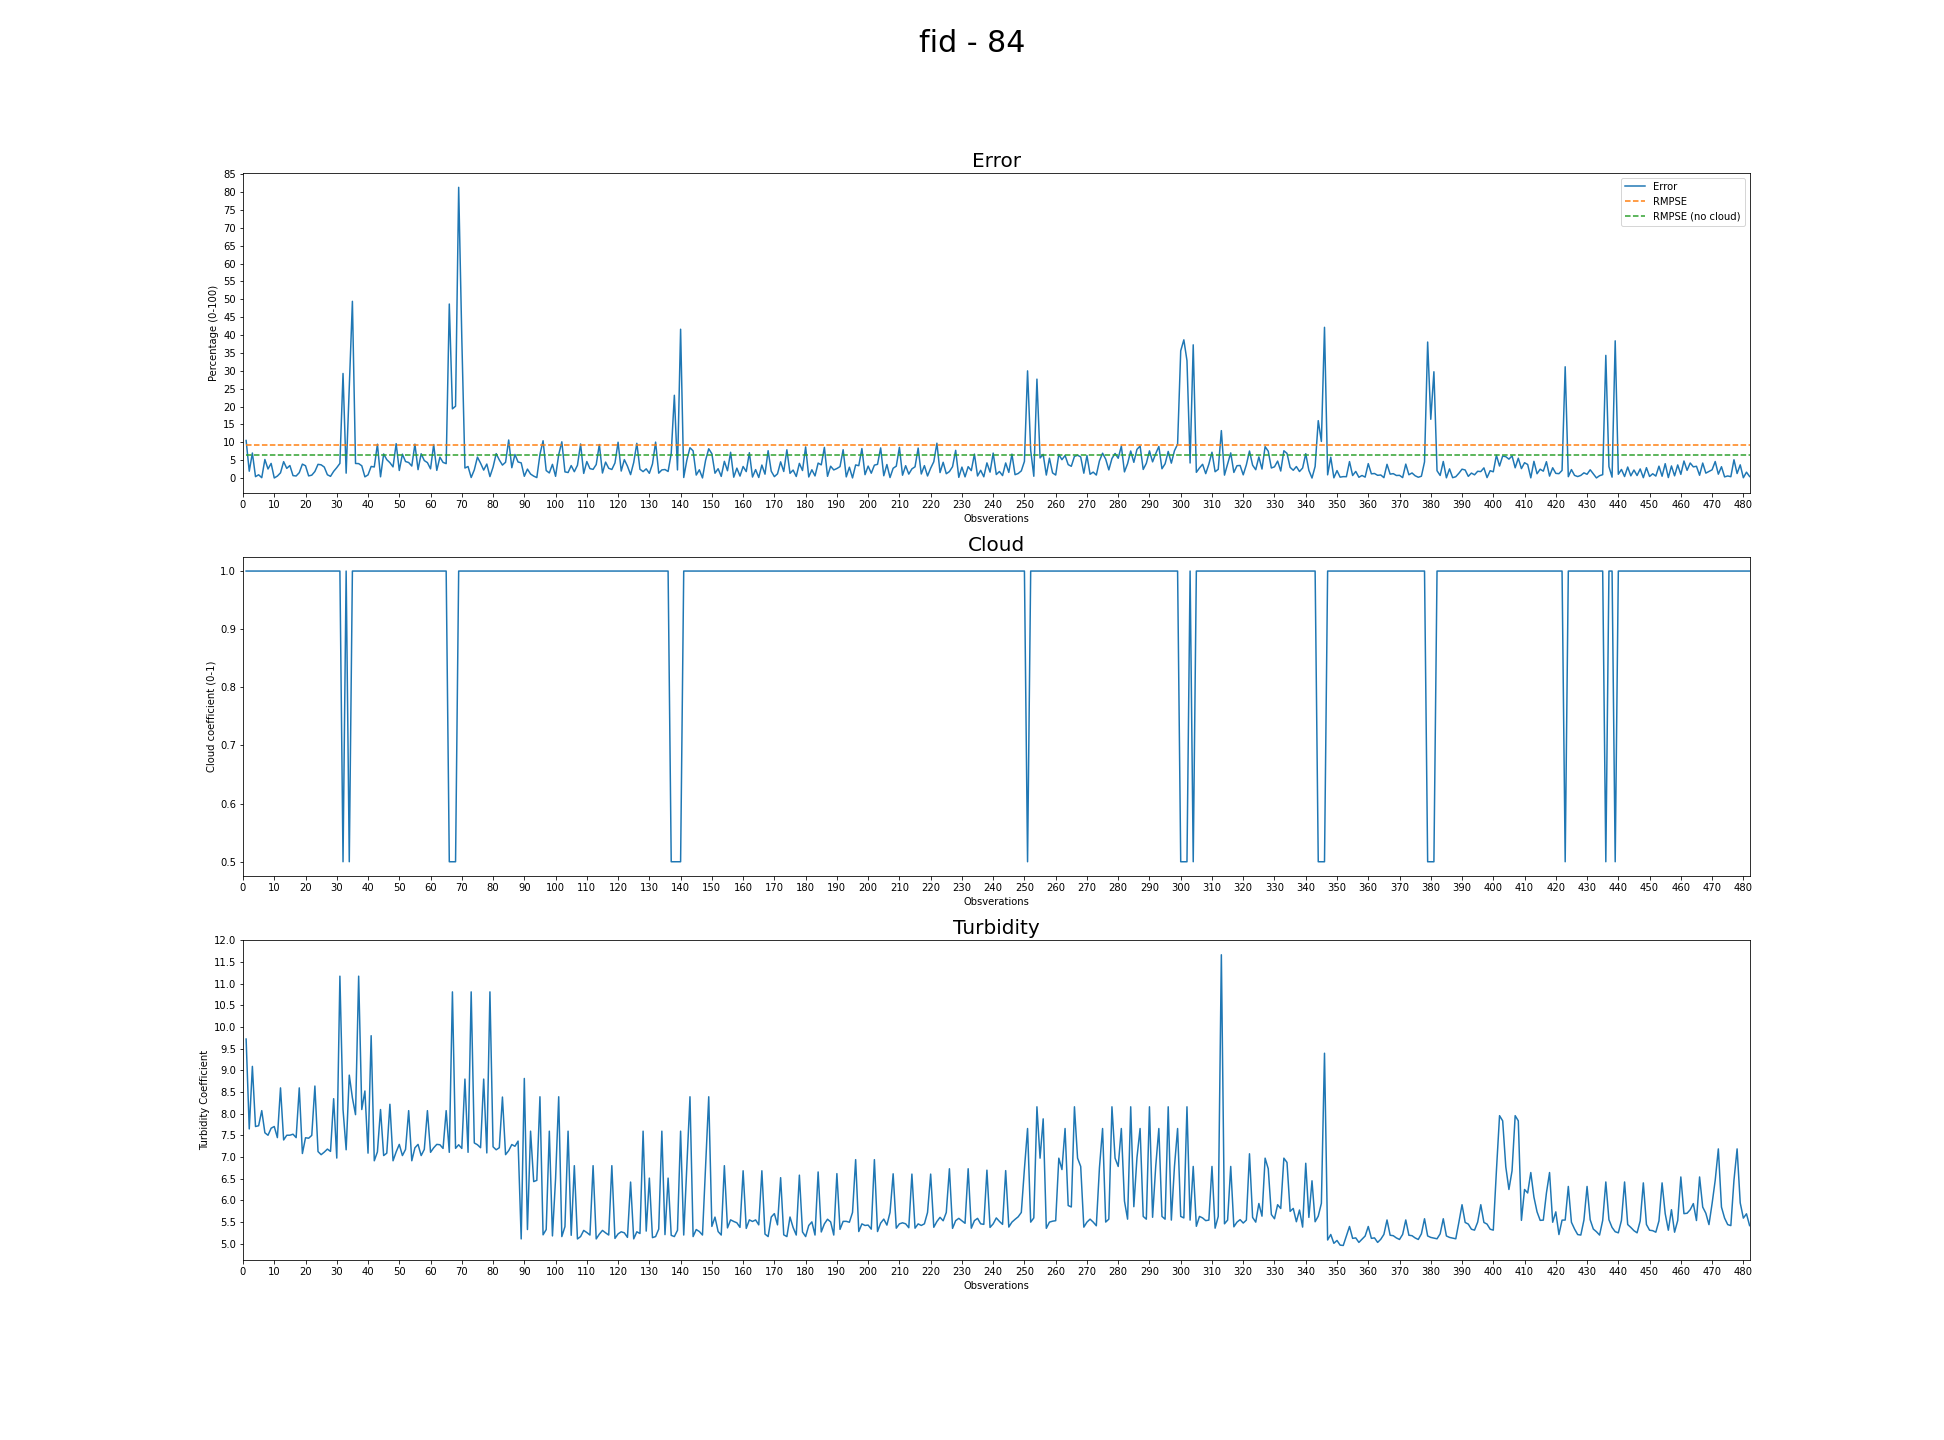 fid - 84
Error
85
80
75
70
65
60
55
50
45
40
35
30
25
20
15
10
5
0
Percentage (0-100)
Error
RMPSE
RMPSE (no cloud)
0 10 20 30 40 50 60 70 80 90 100 110 120 130 140 150 160 170 180 190 200 210 220 230 240 250 260 270 280 290 300 310 320 330 340 350 360 370 380 390 400 410 420 430 440 450 460 470 480
Obsverations
Cloud
1.0
0.9
0.8
0.7
0.6
0.5
Cloud coefficient (0-1)
0 10 20 30 40 50 60 70 80 90 100 110 120 130 140 150 160 170 180 190 200 210 220 230 240 250 260 270 280 290 300 310 320 330 340 350 360 370 380 390 400 410 420 430 440 450 460 470 480
Obsverations
Turbidity
12.0
11.5
11.0
10.5
10.0
9.5
9.0
8.5
8.0
7.5
7.0
6.5
6.0
5.5
5.0
Turbidity Coefficient
0 10 20 30 40 50 60 70 80 90 100 110 120 130 140 150 160 170 180 190 200 210 220 230 240 250 260 270 280 290 300 310 320 330 340 350 360 370 380 390 400 410 420 430 440 450 460 470 480
Obsverations